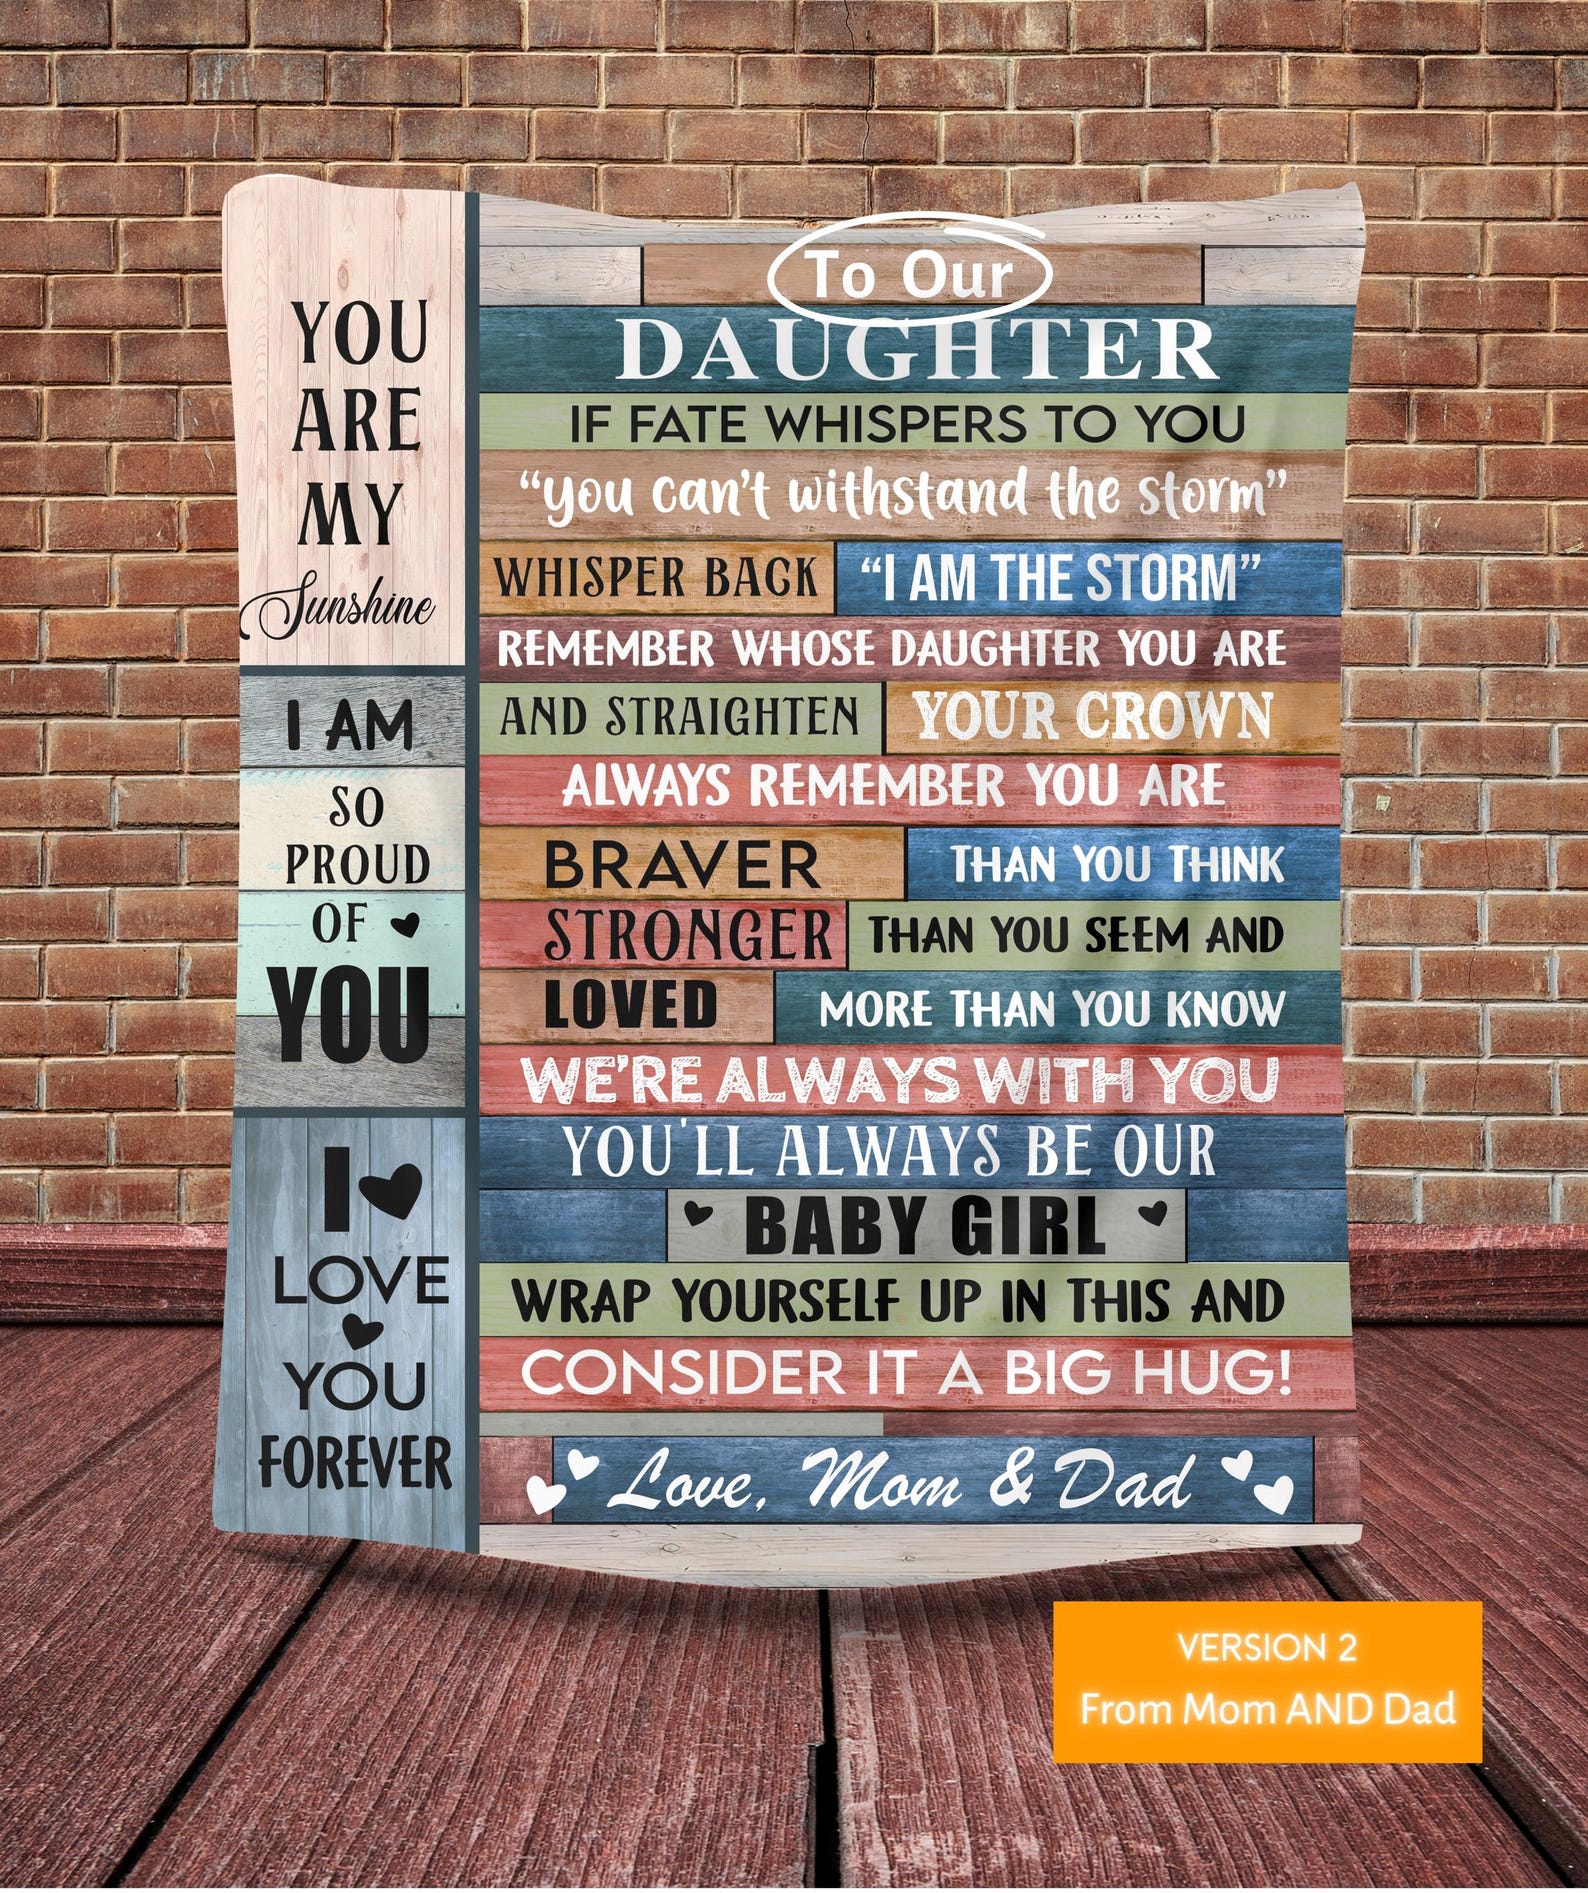 YOU
ARE
MY
Sunshine
I AM
SO
PROUD
OF
YOU
I
LOVE
YOU
FOREVER
To Our
DAUGHTER
IF FATE WHISPERS TO YOU
“you can’t withstand the storm”
WHISPER BACK “I AM THE STORM”
REMEMBER WHOSE DAUGHTER YOU ARE
AND STRAIGHTEN YOUR CROWN
ALWAYS REMEMBER YOU ARE
BRAVER THAN YOU THINK
STRONGER THAN YOU SEEM AND
LOVED MORE THAN YOU KNOW
WE’RE ALWAYS WITH YOU
YOU'LL ALWAYS BE OUR
BABY GIRL
WRAP YOURSELF UP IN THIS AND
CONSIDER IT A BIG HUG!
Love, Mom & Dad
VERSION 2
From Mom AND Dad